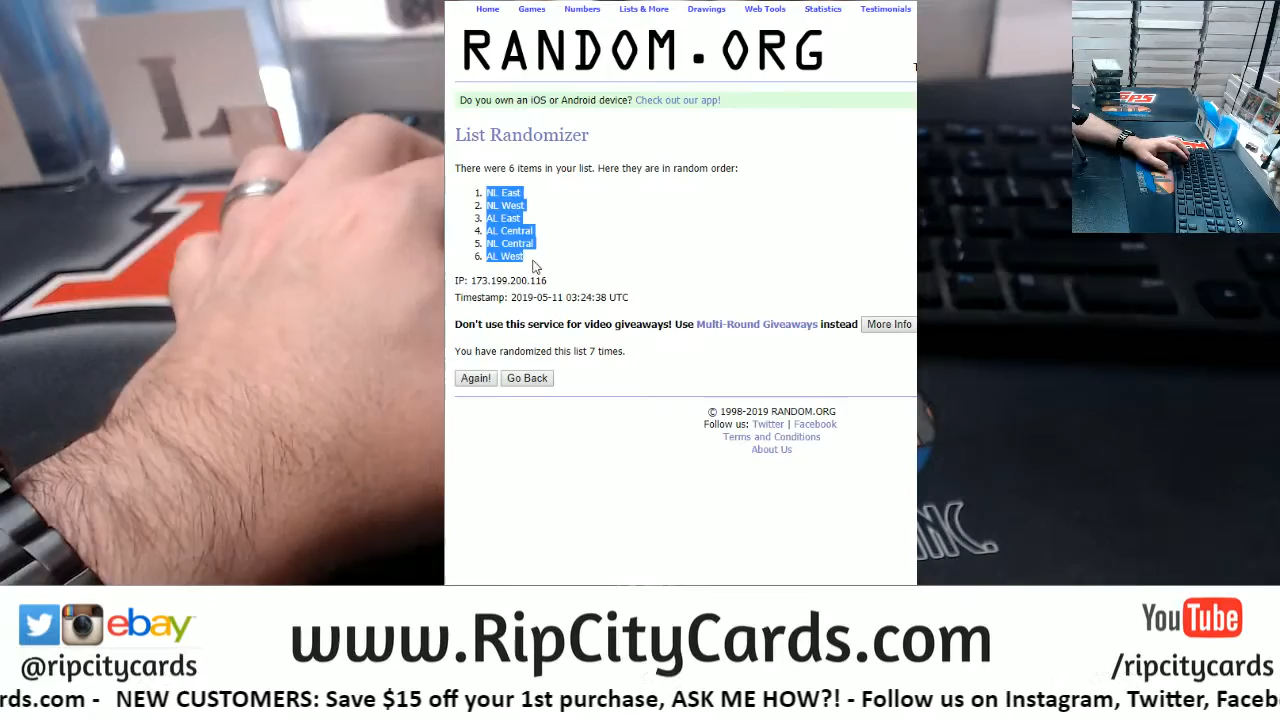 Home Games Numbers Lists & More Drawings Web Tools Statistics Testimonials
RANDOM.ORG
Do you own an iOS or Android device? Check out our app!
List Randomizer
There were 6 items in your list. Here they are in random order:
1. NL East
2. NL West
3. AL East
4. AL Central
5. NL Central
6. AL West
IP: 173.199.200.116
Timestamp: 2019-05-11 03:24:38 UTC
Don't use this service for video giveaways! Use Multi-Round Giveaways instead More Info
You have randomized this list 7 times.
Again! Go Back
© 1998-2019 RANDOM.ORG
Follow us: Twitter | Facebook
Terms and Conditions
About Us
L
ebay
@ripcitycards
www.RipCityCards.com
YouTube
/ripcitycards
rds.com - NEW CUSTOMERS: Save $15 off your 1st purchase, ASK ME HOW?! - Follow us on Instagram, Twitter, Faceb